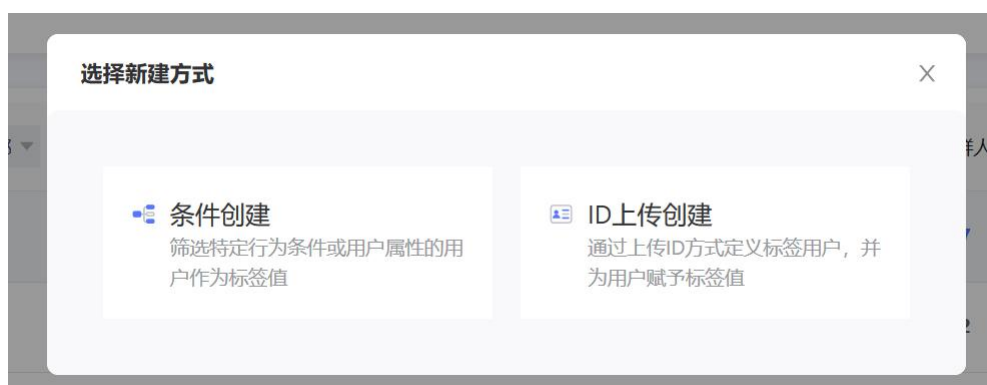 选择新建方式
条件创建
筛选特定行为条件或用户属性的用
户作为标签值
ID上传创建
通过上传ID方式定义标签用户，并
为用户赋予标签值